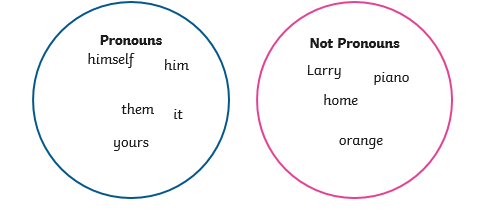 Pronouns
himself
him
them
it
yours
Not Pronouns
Larry
piano
home
orange